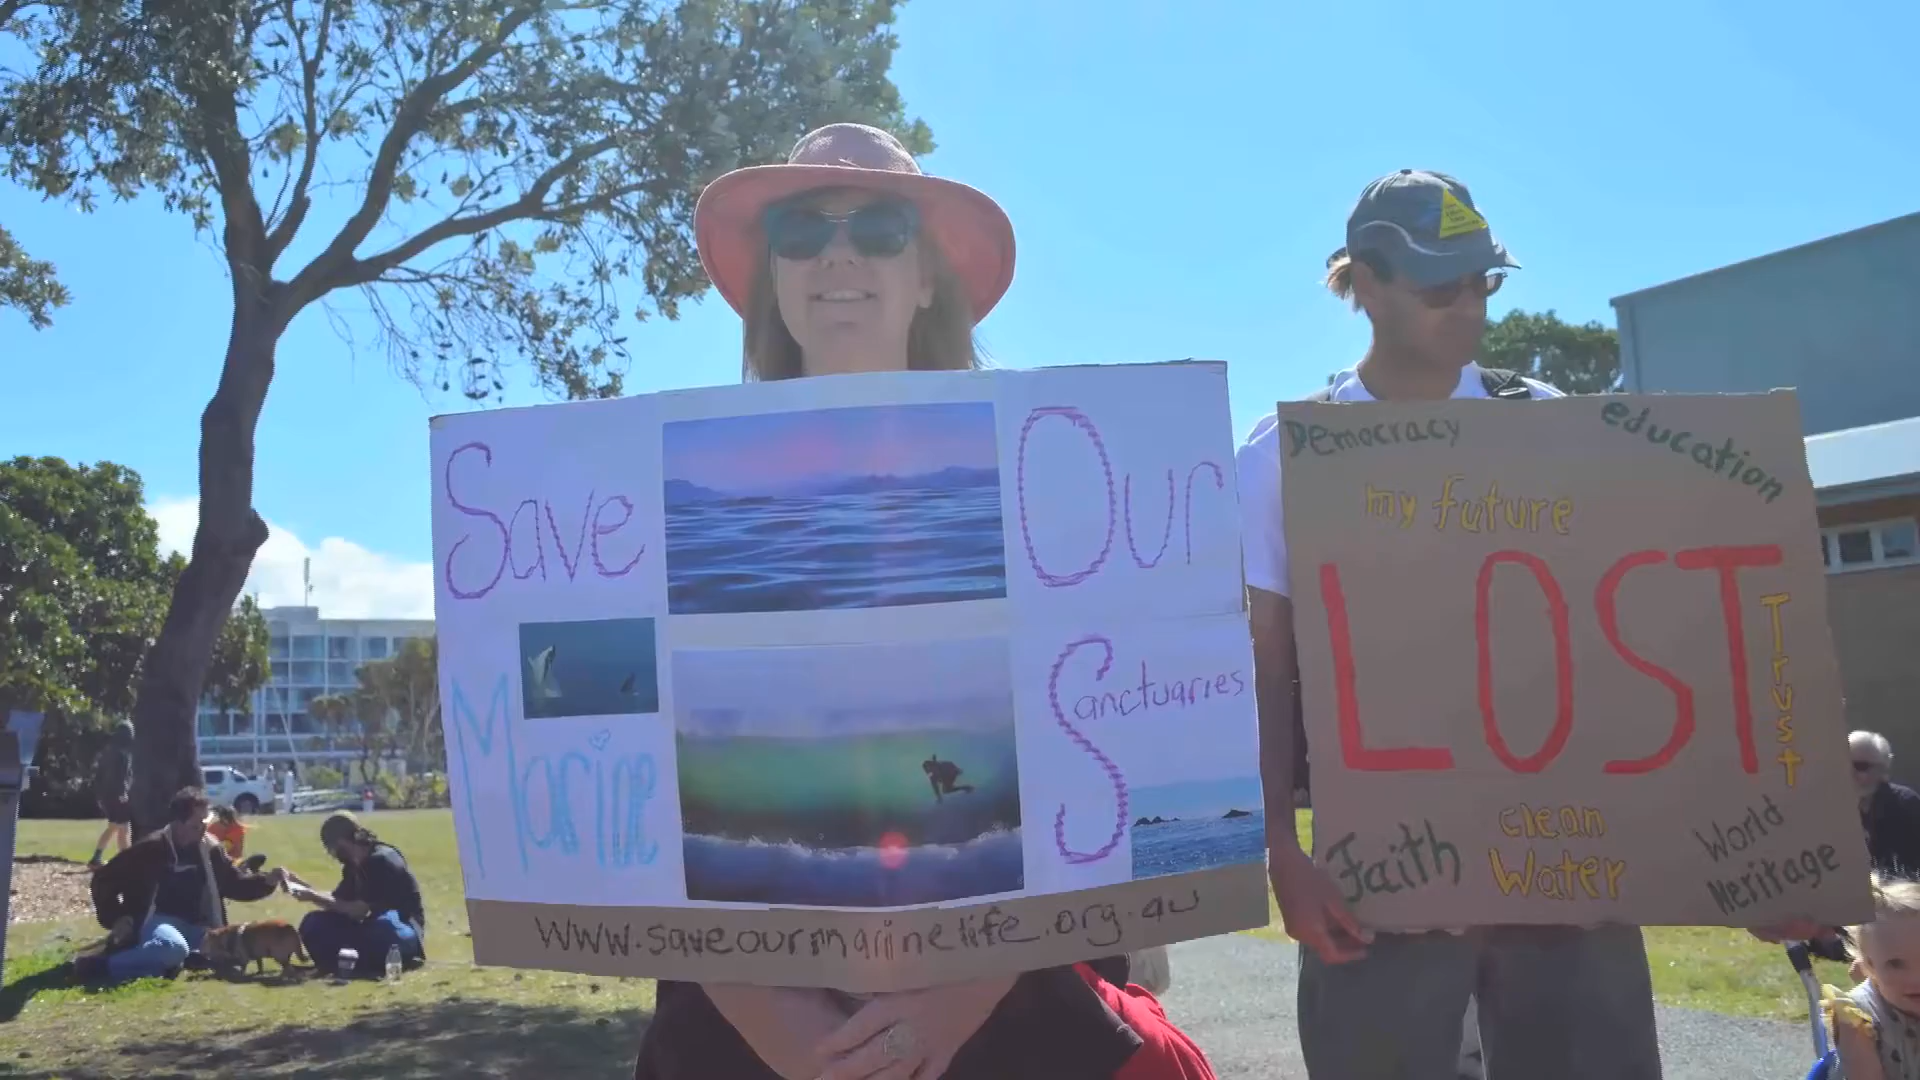 Save Our
Marine Sanctuaries
www.saveourmarinelife.org.au
Democracy
education
my future
LOST
Trust
Faith
clean
Water
World
Heritage